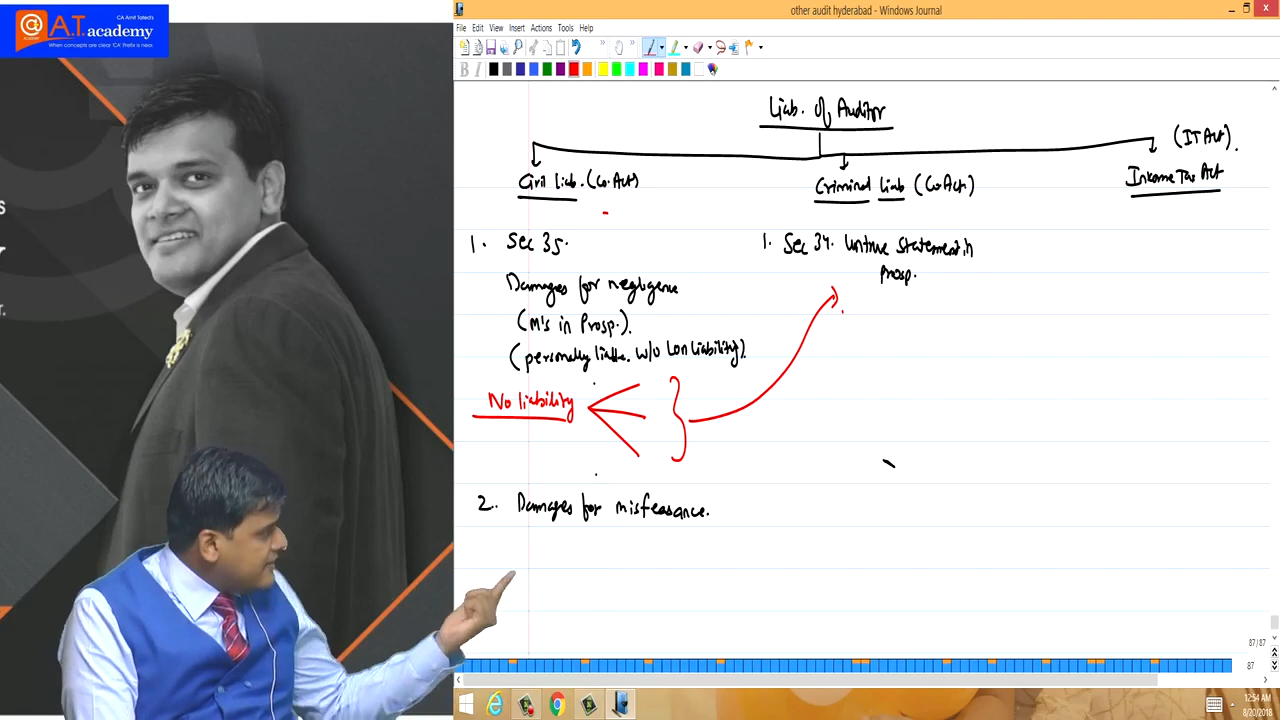 CA Amit Tated's
@ A.T. academy
ACADEMY
When concepts are clear 'CA' Prefix is near.
s
r.
other audit hyderabad - Windows Journal
File Edit View Insert Actions Tools Help
B I
Liab. of Auditor
(IT Act).
Civil Liab. (Co. Act)
Criminal Liab (Co Act)
Income Tax Act
1. Sec 35.
1. Sec 34. Untrue Statement in
Prosp.
Damages for negligence
(M's in Prosp.).
(personally liable. w/o Lon liability).
No liability
2. Damages for misfeasance.
87/87
87
12:54 AM
8/20/2018